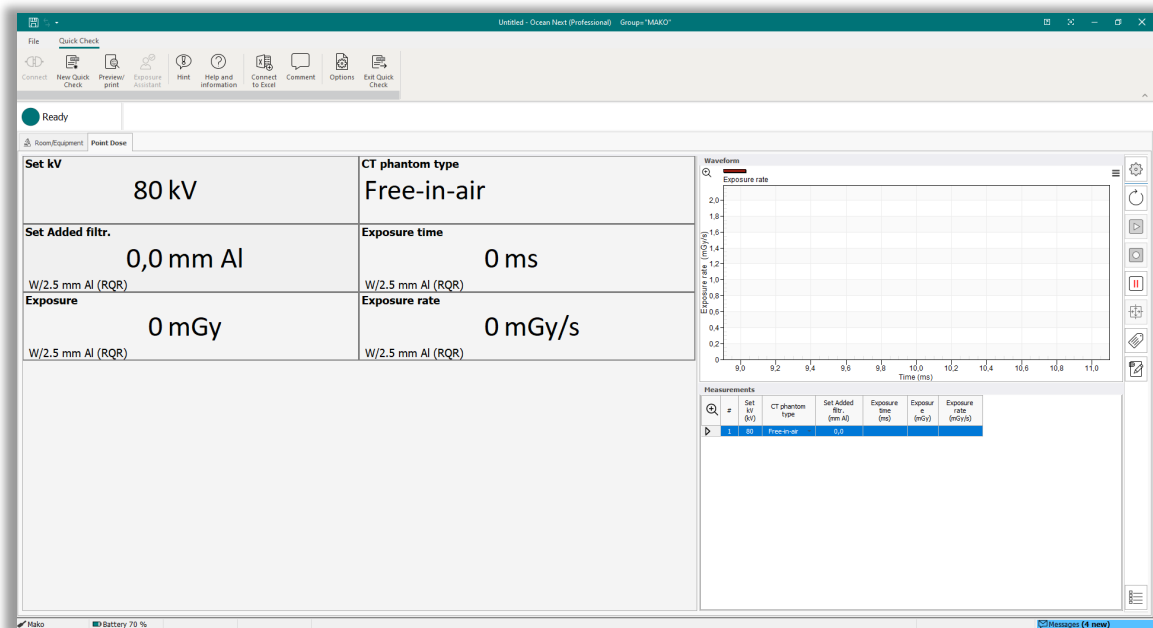 Untitled - Ocean Next (Professional) Group="MAKO"
File Quick Check
Connect New Quick Check Preview/ print Exposure Assistant Hint Help and information Connect to Excel Comment Options Exit Quick Check
Ready
Room/Equipment Point Dose
Set kV
80 kV
CT phantom type
Free-in-air
Set Added filtr.
0,0 mm Al
W/2.5 mm Al (RQR)
Exposure time
0 ms
W/2.5 mm Al (RQR)
Exposure
0 mGy
W/2.5 mm Al (RQR)
Exposure rate
0 mGy/s
W/2.5 mm Al (RQR)
Waveform
Exposure rate
Exposure rate (mGy/s)
2,0
1,8
1,6
1,4
1,2
1,0
0,8
0,6
0,4
0,2
0
9,0 9,2 9,4 9,6 9,8 10,0 10,2 10,4 10,6 10,8 11,0
Time (ms)
Measurements
# Set kV (kV) CT phantom type Set Added filtr. (mm Al) Exposure time (ms) Exposur e (mGy) Exposure rate (mGy/s)
1 80 Free-in-air 0,0
Mako Battery 70 % Messages (4 new)